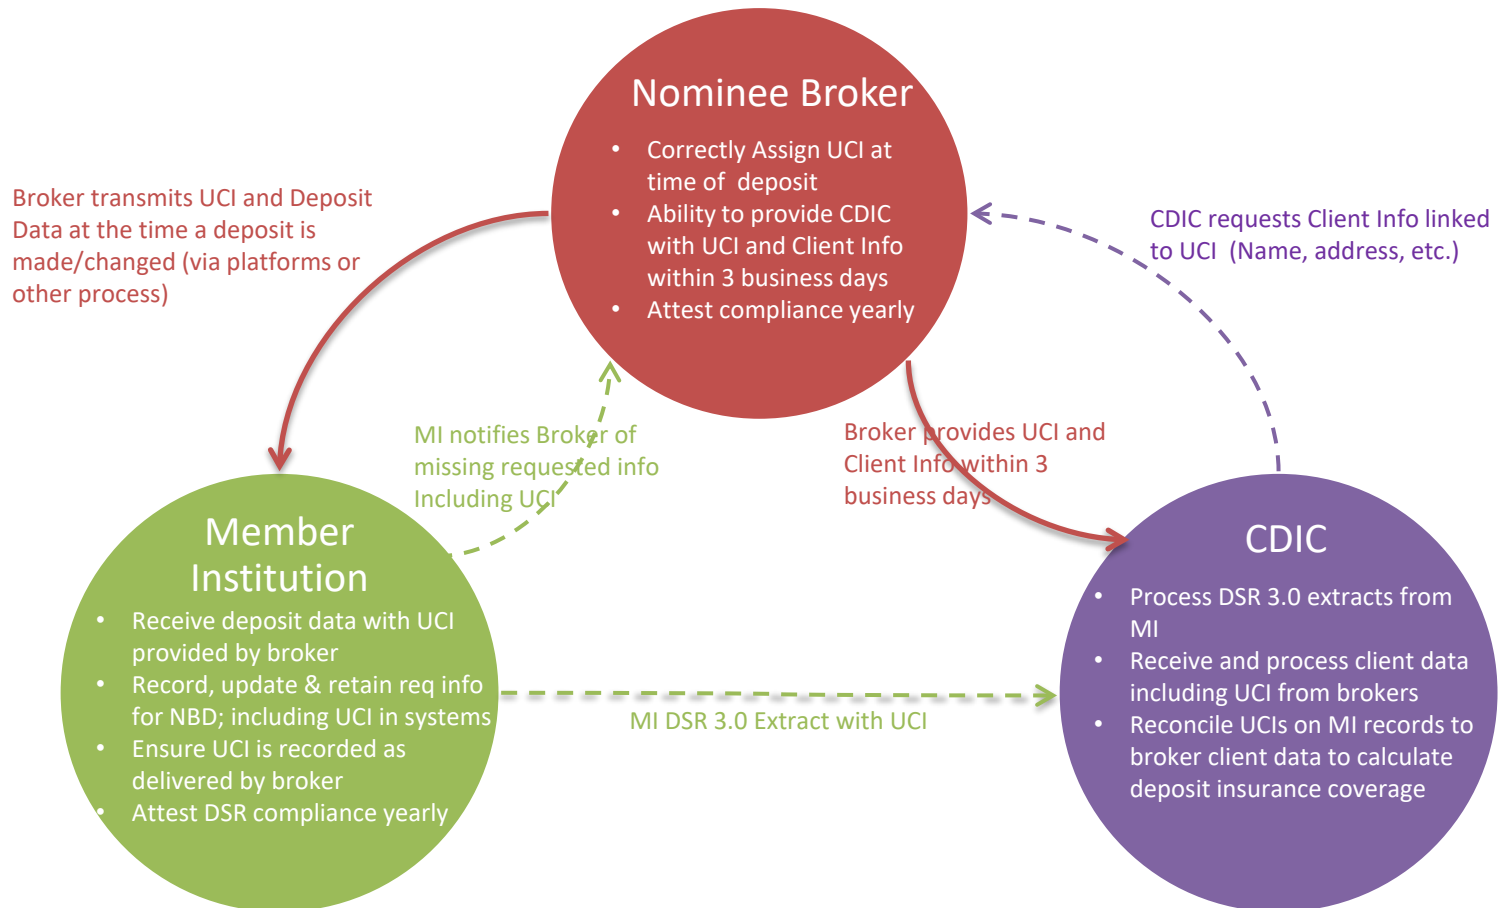 Nominee Broker
• Correctly Assign UCI at
time of  deposit
• Ability to provide CDIC
with UCI and Client Info
within 3 business days
• Attest compliance yearly
Broker transmits UCI and Deposit
Data at the time a deposit is
made/changed (via platforms or
other process)
CDIC requests Client Info linked
to UCI  (Name, address, etc.)
MI notifies Broker of
missing requested info
Including UCI
Broker provides UCI and
Client Info within 3
business days
Member
Institution
• Receive deposit data with UCI
provided by broker
• Record, update & retain req info
for NBD; including UCI in systems
• Ensure UCI is recorded as
delivered by broker
• Attest DSR compliance yearly
MI DSR 3.0 Extract with UCI
CDIC
• Process DSR 3.0 extracts from
MI
• Receive and process client data
including UCI from brokers
• Reconcile UCIs on MI records to
broker client data to calculate
deposit insurance coverage